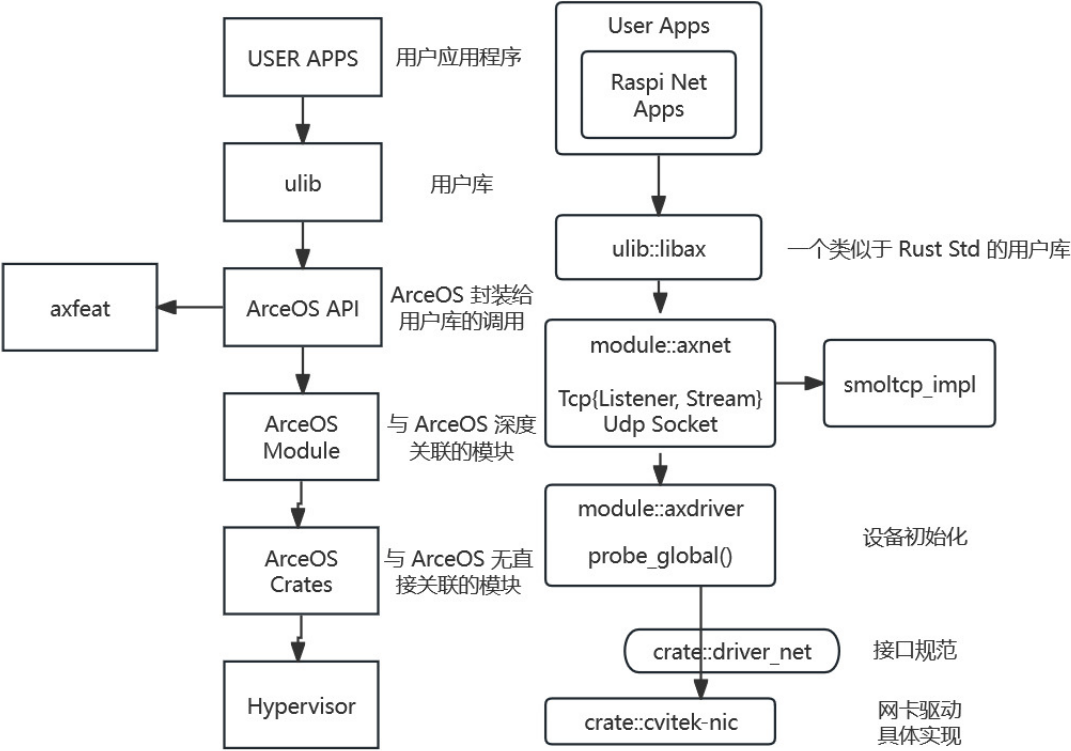 USER APPS
用户应用程序
ulib
用户库
axfeat
ArceOS API
ArceOS 封装给
用户库的调用
ArceOS
Module
与 ArceOS 深度
关联的模块
ArceOS
Crates
与 ArceOS 无直
接关联的模块
Hypervisor
User Apps
Raspi Net
Apps
ulib::libax
一个类似于 Rust Std 的用户库
module::axnet
Tcp{Listener, Stream}
Udp Socket
smoltcp_impl
module::axdriver
probe_global()
设备初始化
crate::driver_net
接口规范
crate::cvitek-nic
网卡驱动
具体实现